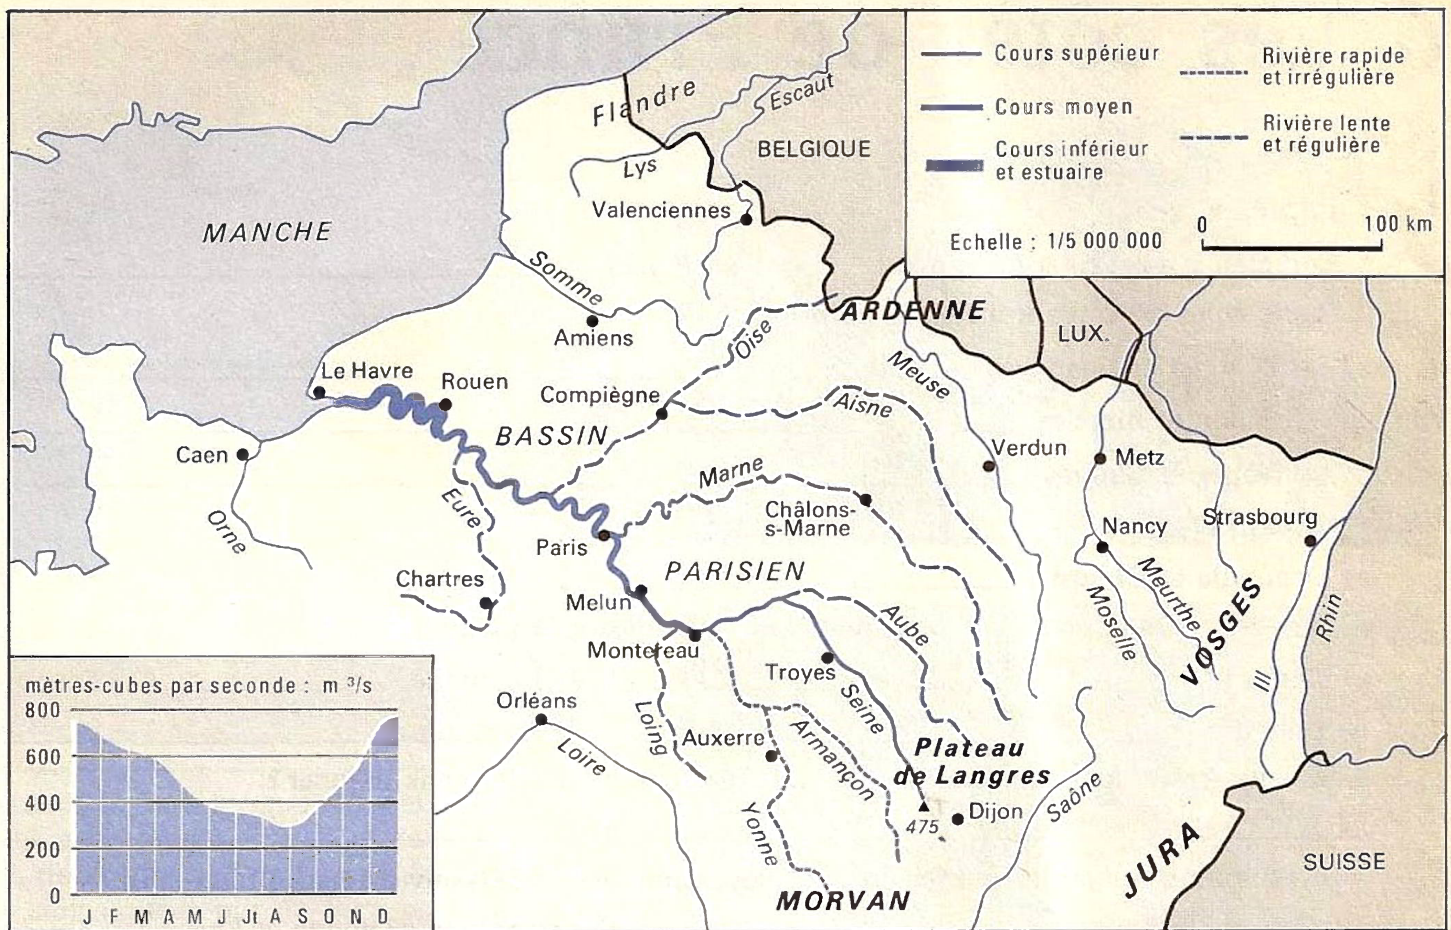 Cours supérieur
Cours moyen
Cours inférieur
et estuaire
Rivière rapide
et irrégulière
Rivière lente
et régulière
Echelle : 1/5 000 000
0
100 km
Flandre
Escaut
BELGIQUE
Lys
Valenciennes
MANCHE
Somme
Amiens
ARDENNE
LUX.
Oise
Meuse
Le Havre
Rouen
Compiègne
Aisne
BASSIN
Caen
Verdun
Metz
Marne
Eure
Orne
Châlons-
s-Marne
Nancy
Strasbourg
Paris
PARISIEN
Chartres
Melun
Aube
Meurthe
Moselle
VOSGES
Rhin
Montereau
Troyes
Seine
Ill
Orléans
Loing
Loire
Auxerre
Armançon
Plateau
de Langres
Saône
475
Dijon
Yonne
MORVAN
JURA
SUISSE
mètres-cubes par seconde : m ³/s
800
600
400
200
0
J F M A M J Jt A S O N D